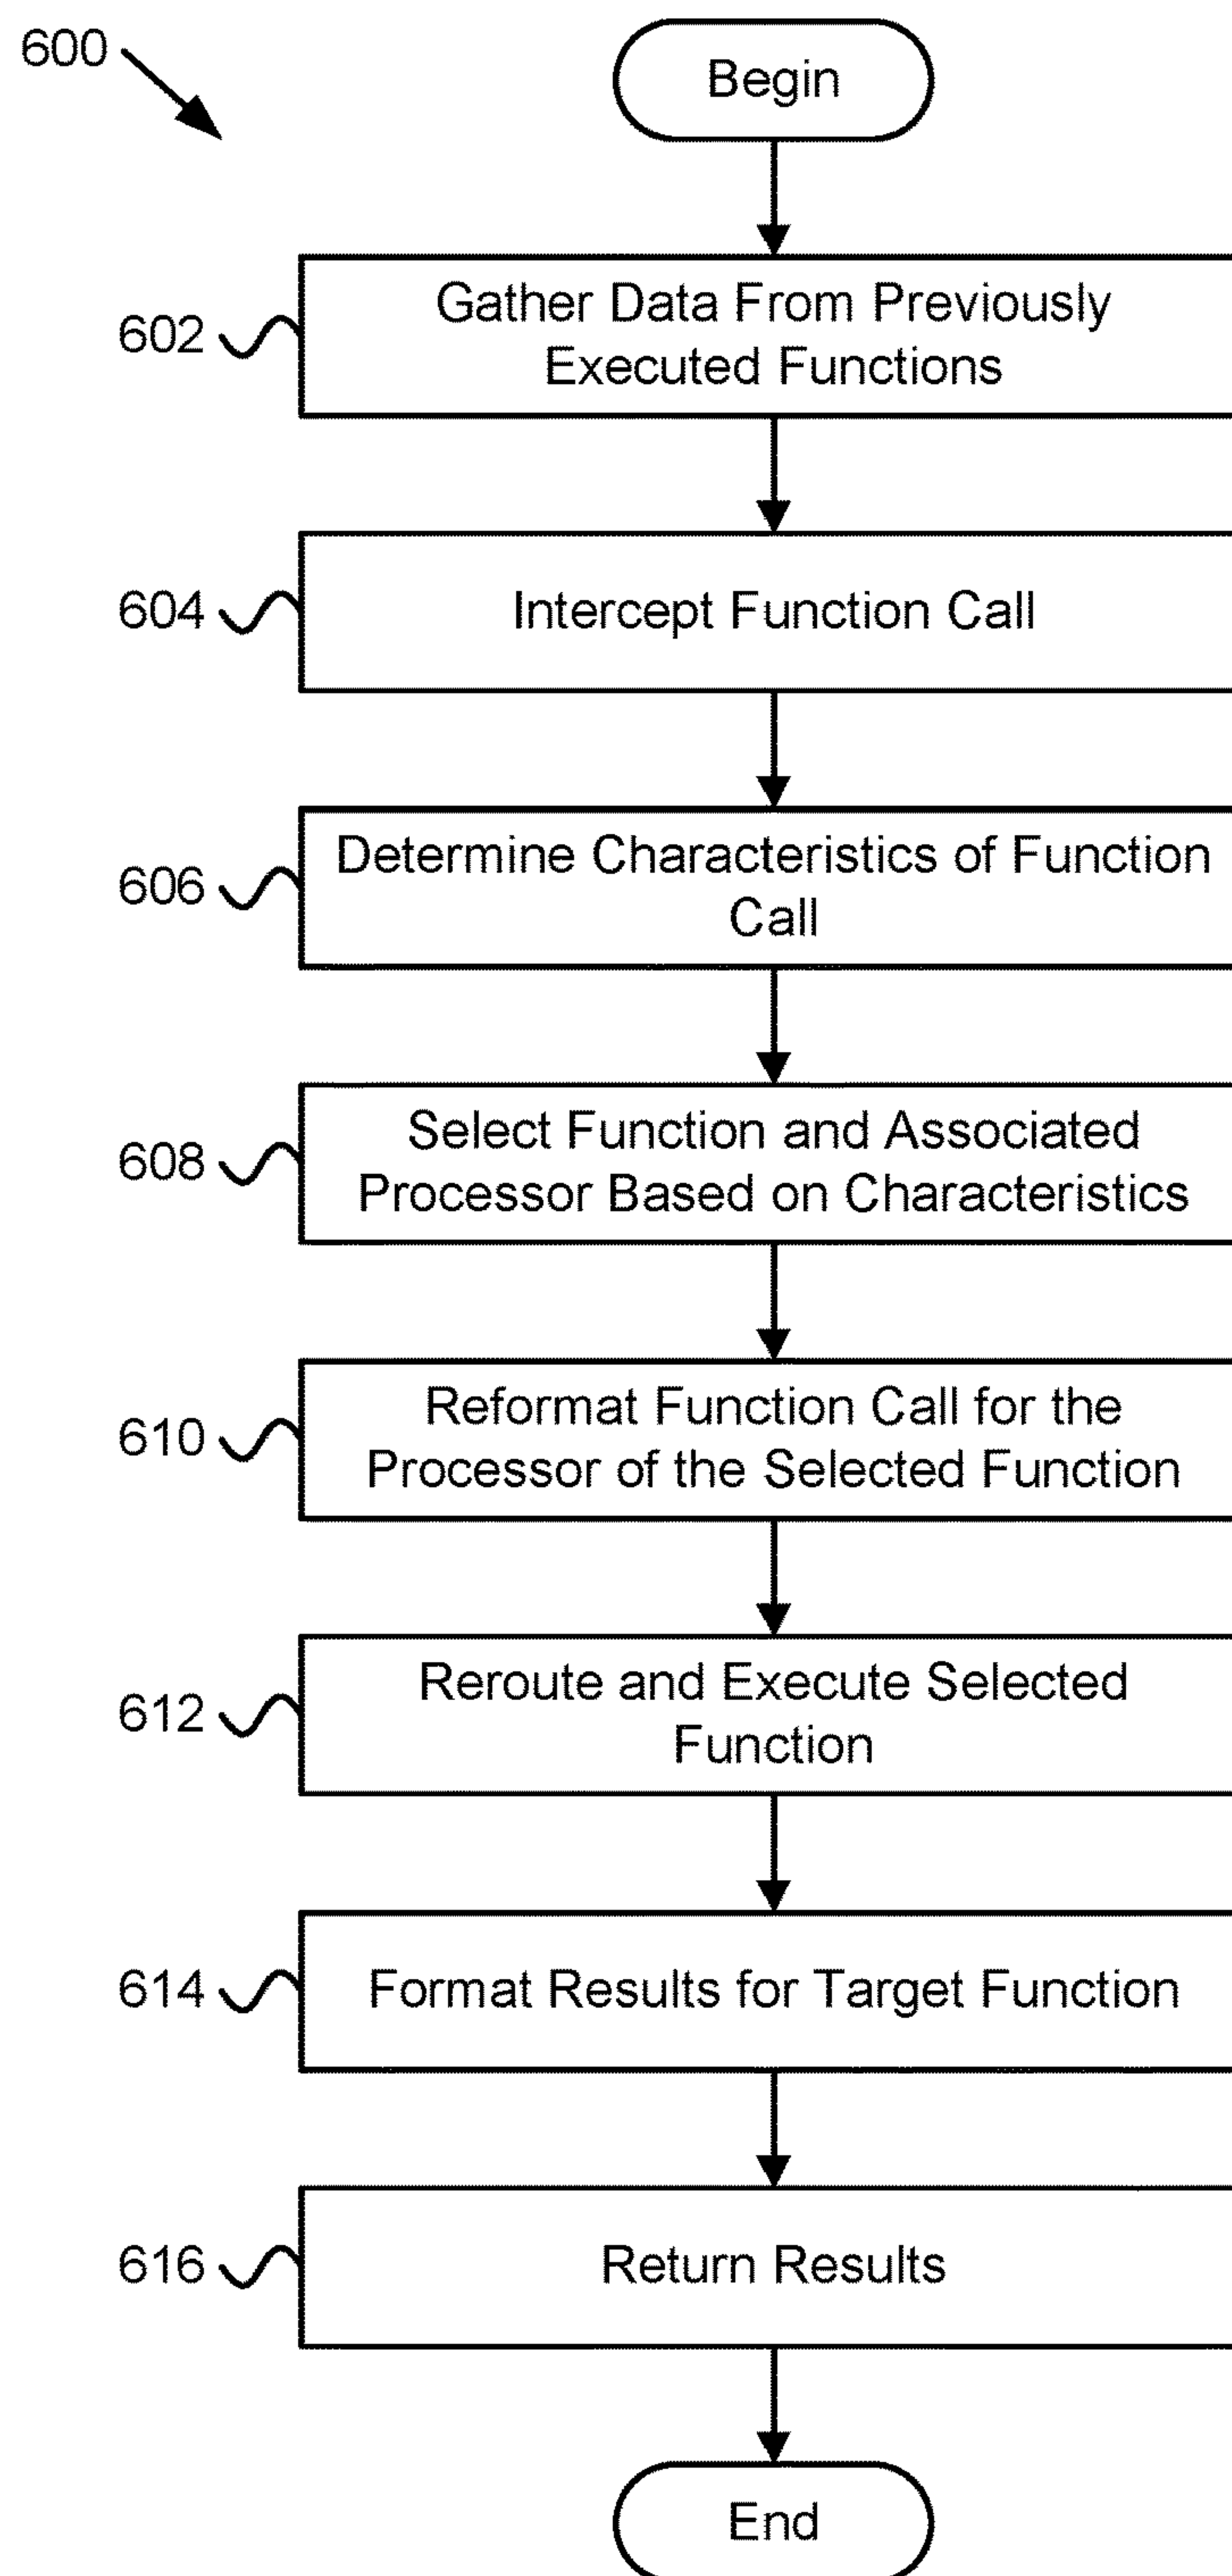 600
Begin
602
Gather Data From Previously
Executed Functions
604
Intercept Function Call
606
Determine Characteristics of Function
Call
608
Select Function and Associated
Processor Based on Characteristics
610
Reformat Function Call for the
Processor of the Selected Function
612
Reroute and Execute Selected
Function
614
Format Results for Target Function
616
Return Results
End